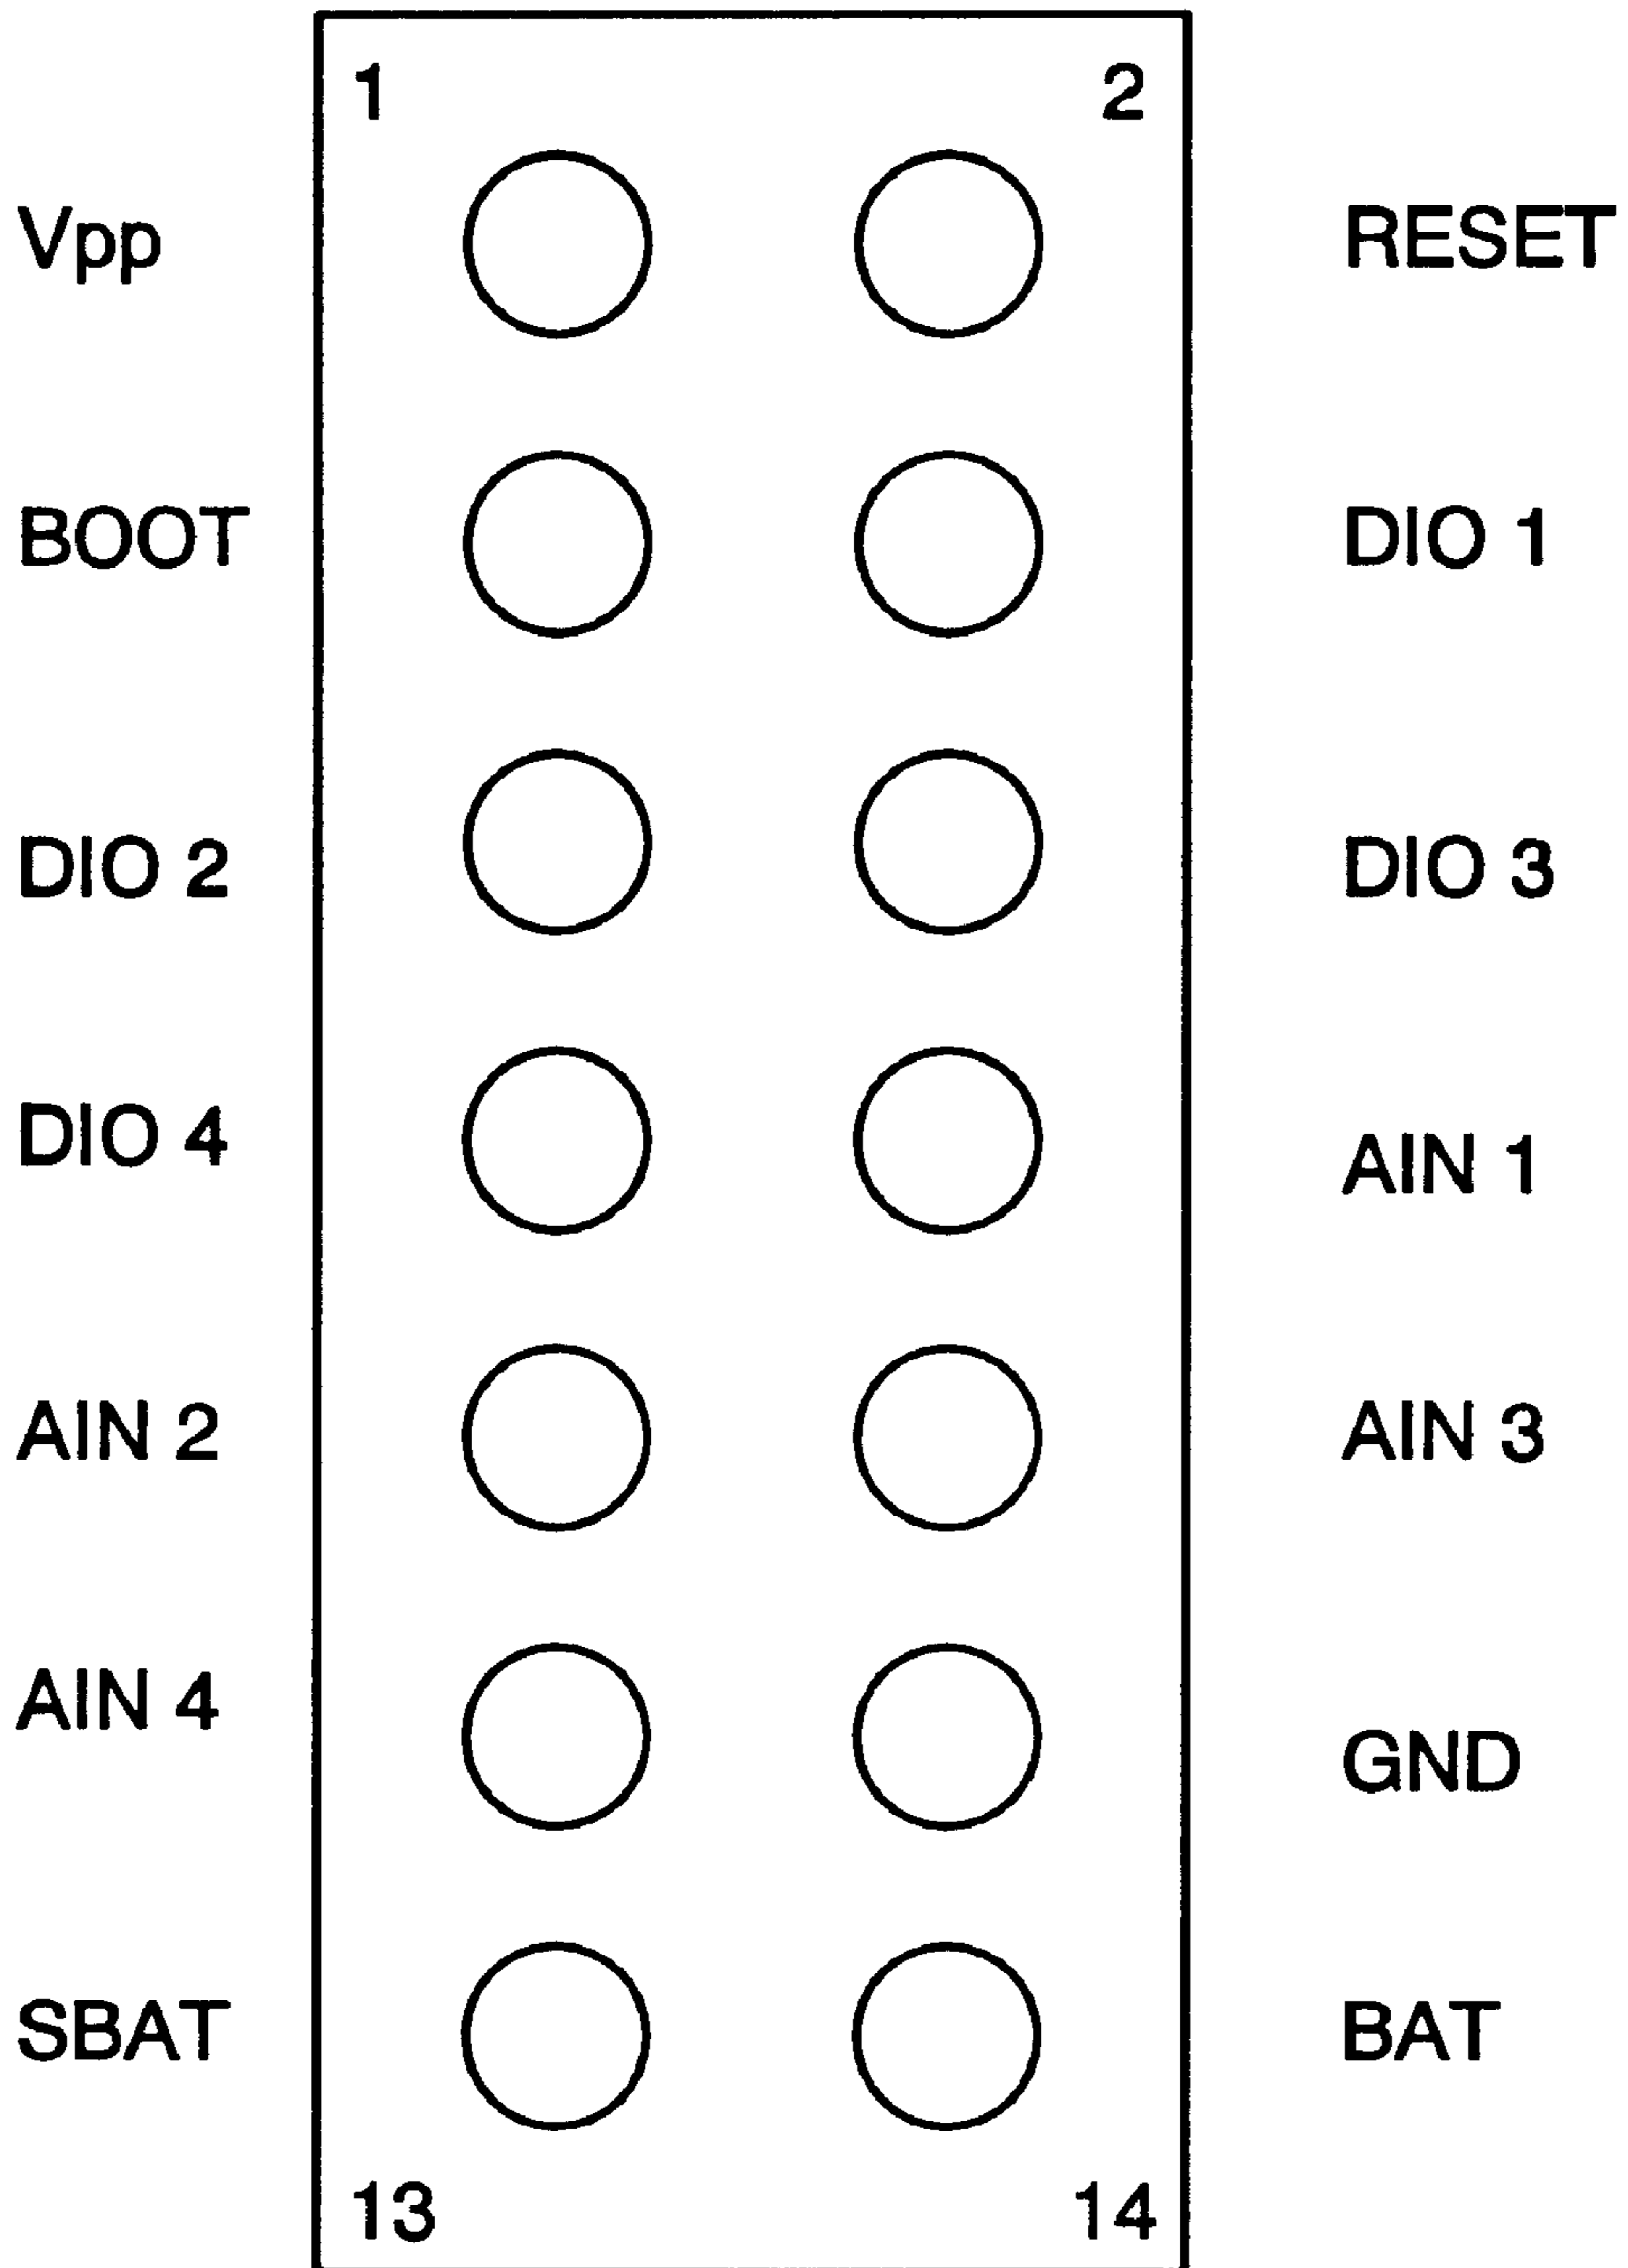 1 2
Vpp RESET
BOOT DIO 1
DIO 2 DIO 3
DIO 4 AIN 1
AIN 2 AIN 3
AIN 4 GND
SBAT BAT
13 14